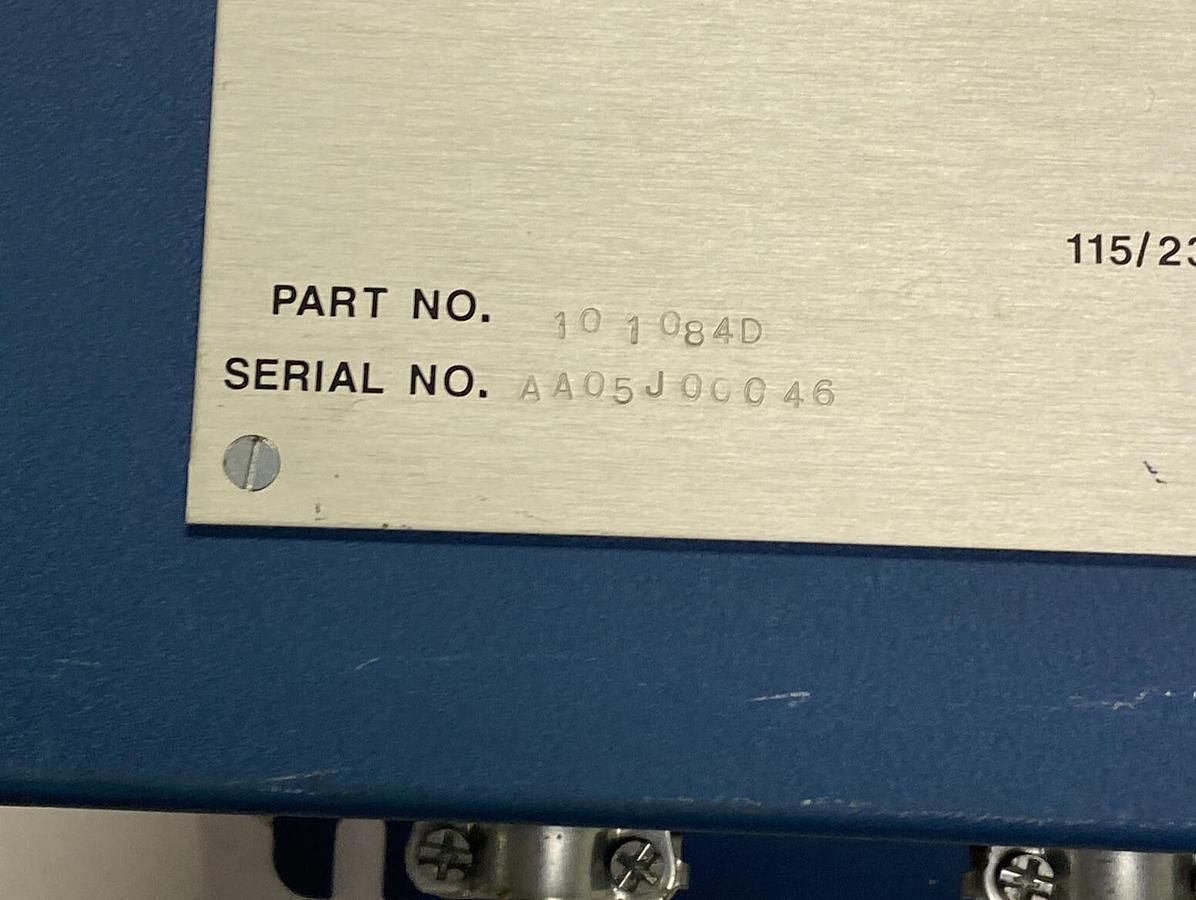 115/23
PART NO. 101084D
SERIAL NO. AA05J00046